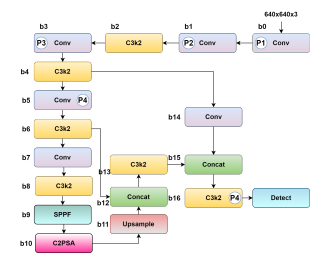 640x640x3
b3 b2 b1 b0
P3 Conv C3k2 P2 Conv P1 Conv
b4 C3k2
b5 Conv P4
b14 Conv
b6 C3k2
b7 Conv
b13 C3k2 b15 Concat
b8 C3k2
b12 Concat b16 C3k2 P4 Detect
b9 SPPF
b11 Upsample
b10 C2PSA